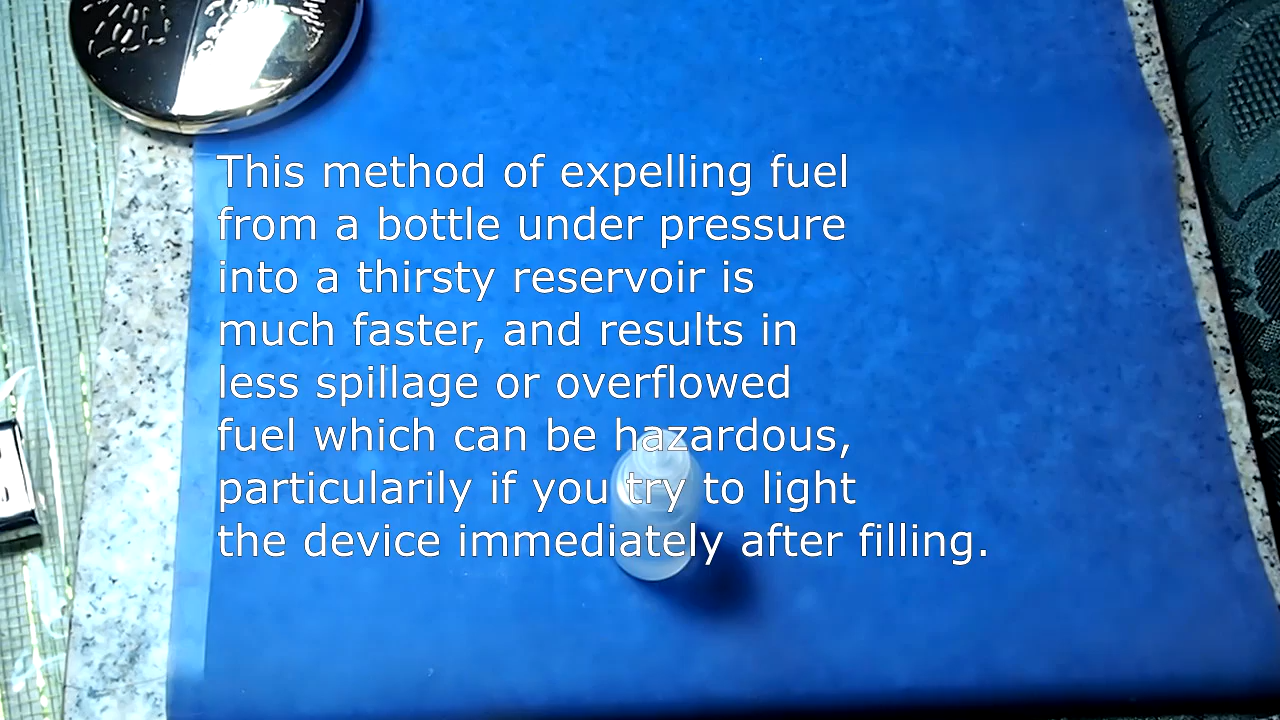 This method of expelling fuel
from a bottle under pressure
into a thirsty reservoir is
much faster, and results in
less spillage or overflowed
fuel which can be hazardous,
particularily if you try to light
the device immediately after filling.